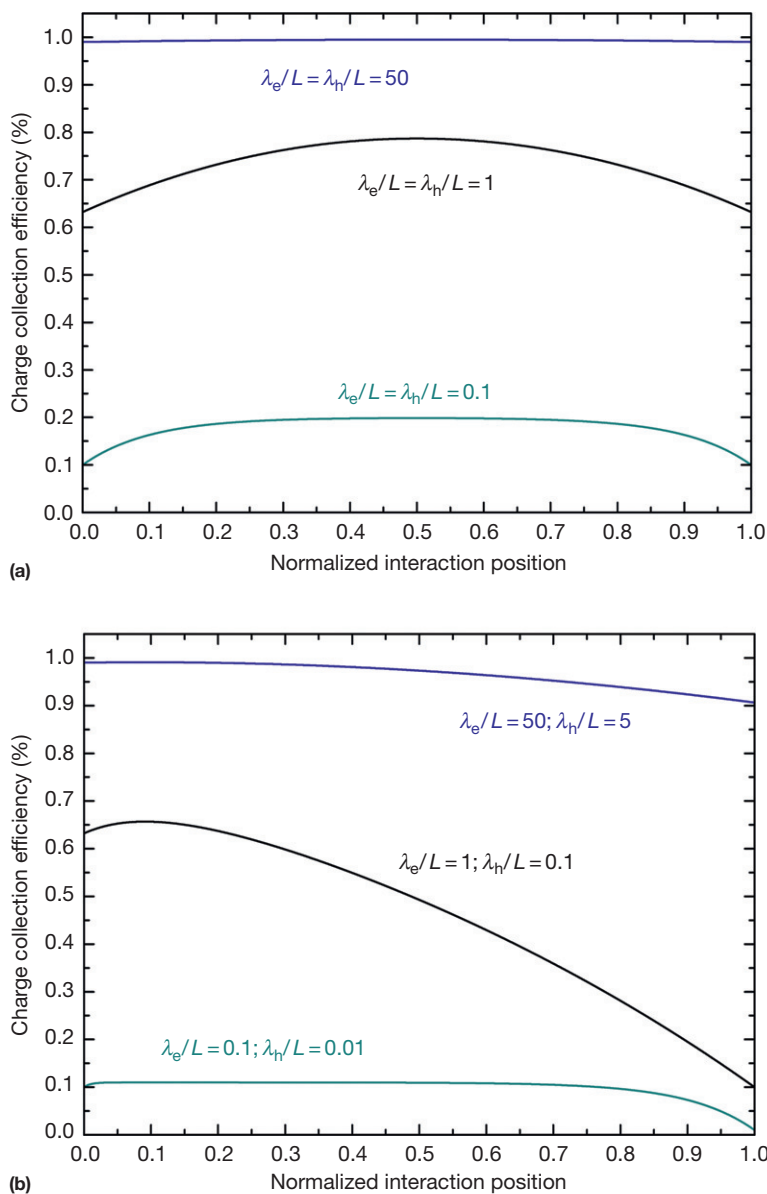 1.0
0.9
0.8
0.7
0.6
0.5
0.4
0.3
0.2
0.1
0.0
Charge collection efficiency (%)
λe/L = λh/L = 50
λe/L = λh/L = 1
λe/L = λh/L = 0.1
0.0 0.1 0.2 0.3 0.4 0.5 0.6 0.7 0.8 0.9 1.0
Normalized interaction position
(a)
1.0
0.9
0.8
0.7
0.6
0.5
0.4
0.3
0.2
0.1
0.0
Charge collection efficiency (%)
λe/L = 50; λh/L = 5
λe/L = 1; λh/L = 0.1
λe/L = 0.1; λh/L = 0.01
0.0 0.1 0.2 0.3 0.4 0.5 0.6 0.7 0.8 0.9 1.0
Normalized interaction position
(b)